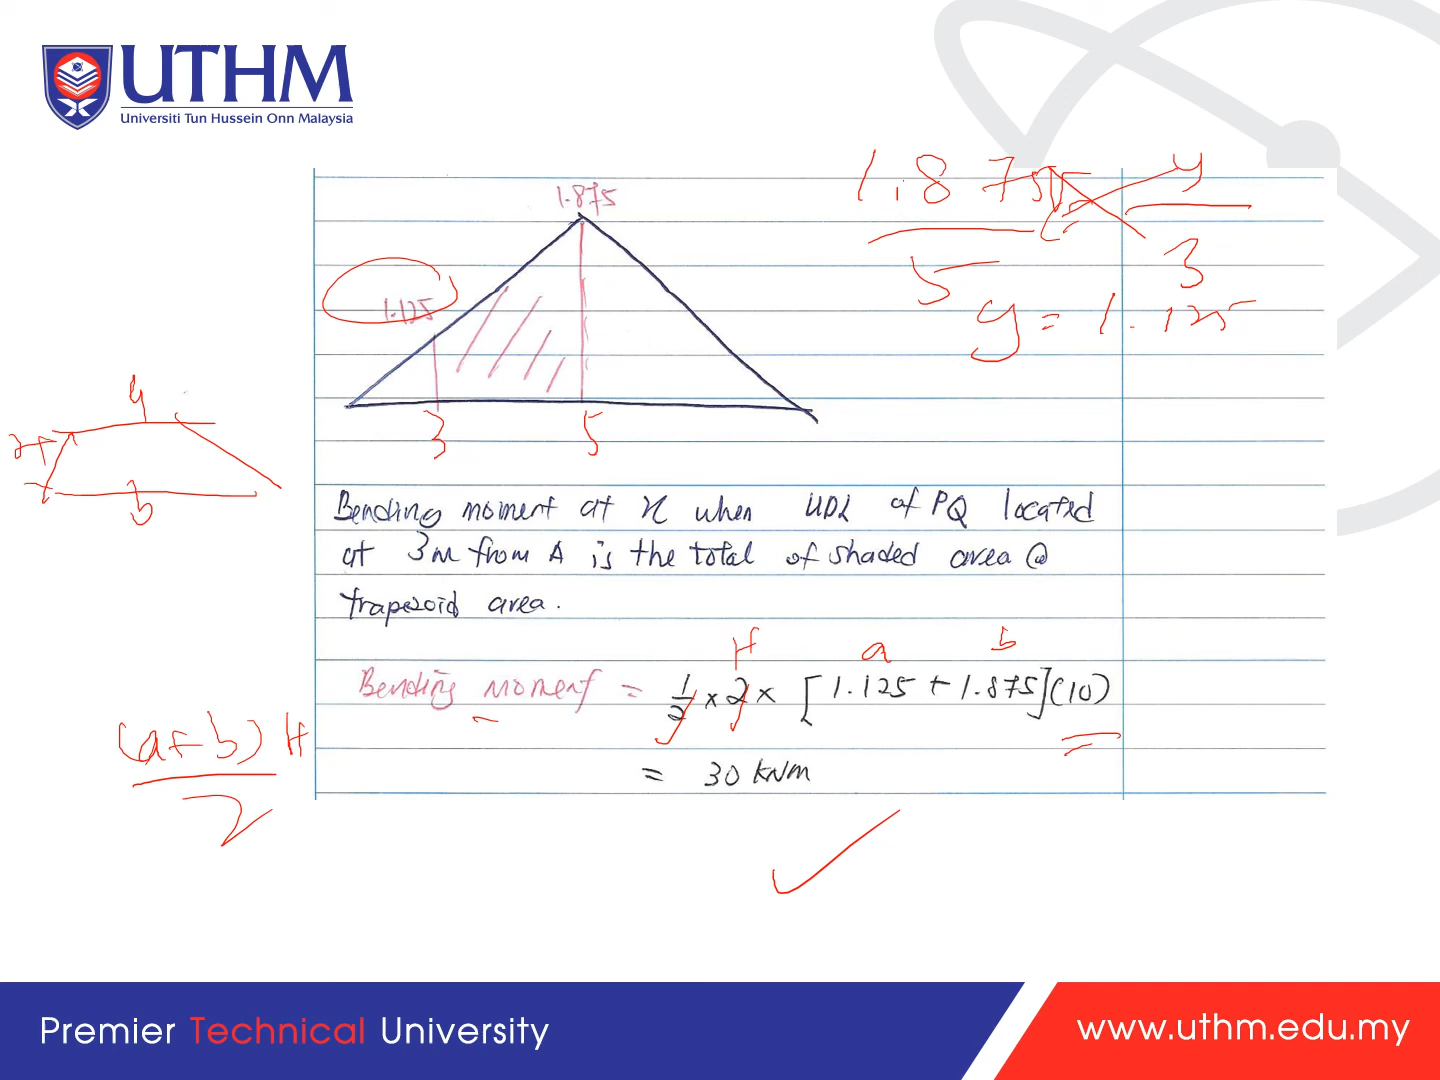 UTHM
Universiti Tun Hussein Onn Malaysia
1.875
1.125
3 5
1.875 y
5 3
y = 1.125
b
Bending moment at x when UDL of PQ located
at 3m from A is the total of shaded area @
trapezoid area.
H a b
Bending moment = 1/2 x 2 x [1.125 + 1.875](10)
= 30 kNm
(a+b) H
2
Premier Technical University
www.uthm.edu.my